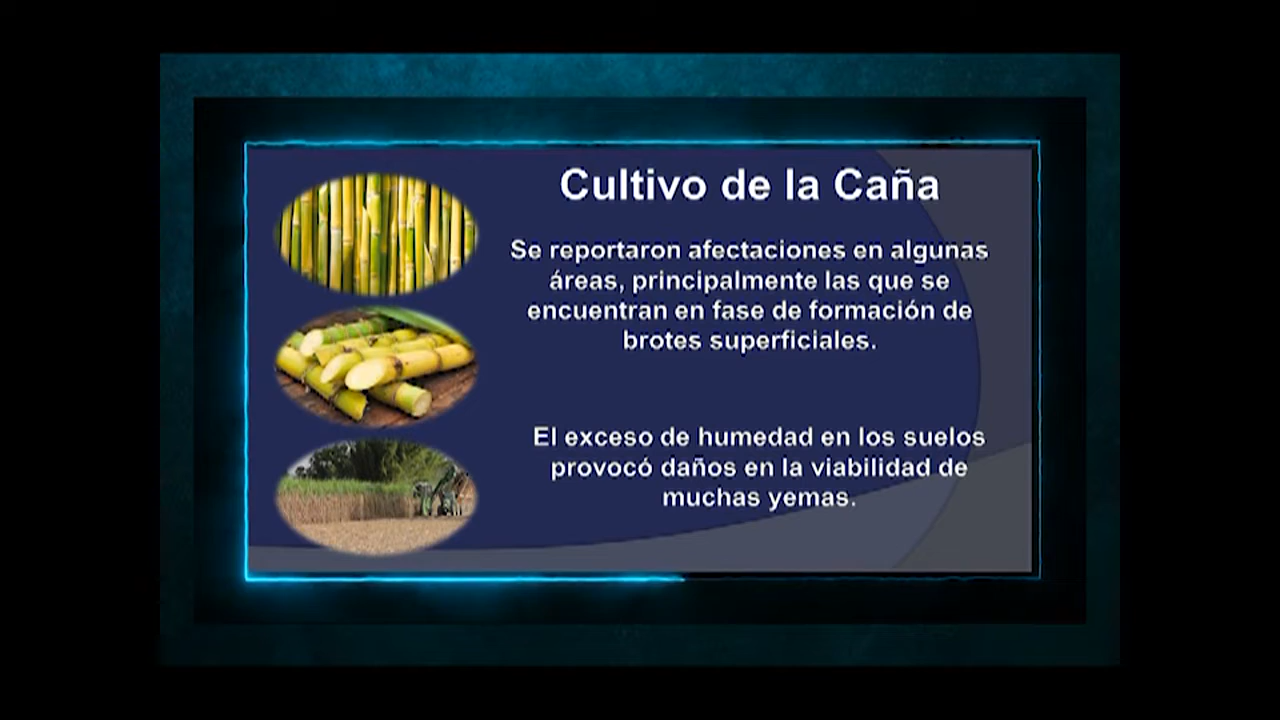 Cultivo de la Caña
Se reportaron afectaciones en algunas
áreas, principalmente las que se
encuentran en fase de formación de
brotes superficiales.
El exceso de humedad en los suelos
provocó daños en la viabilidad de
muchas yemas.